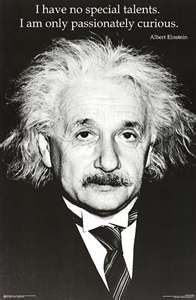 I have no special talents.
I am only passionately curious.
Albert Einstein